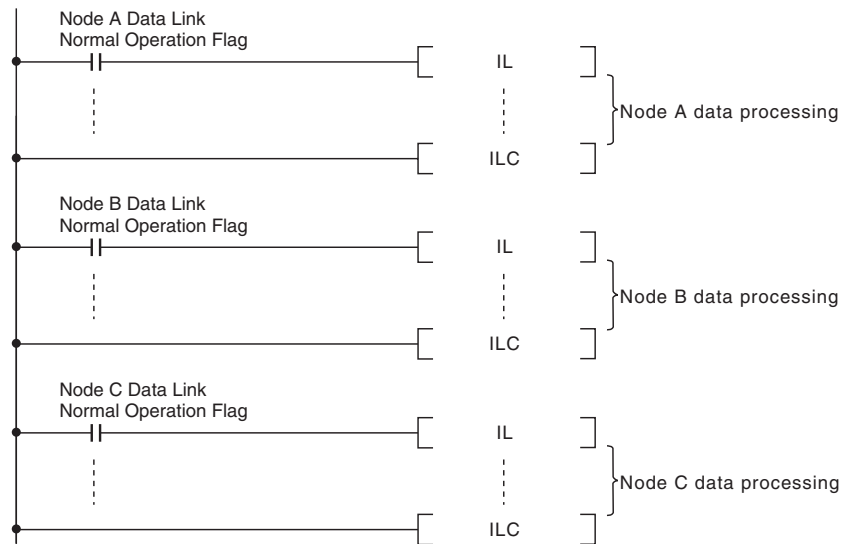 Node A Data Link
Normal Operation Flag
IL
Node A data processing
ILC
Node B Data Link
Normal Operation Flag
IL
Node B data processing
ILC
Node C Data Link
Normal Operation Flag
IL
Node C data processing
ILC